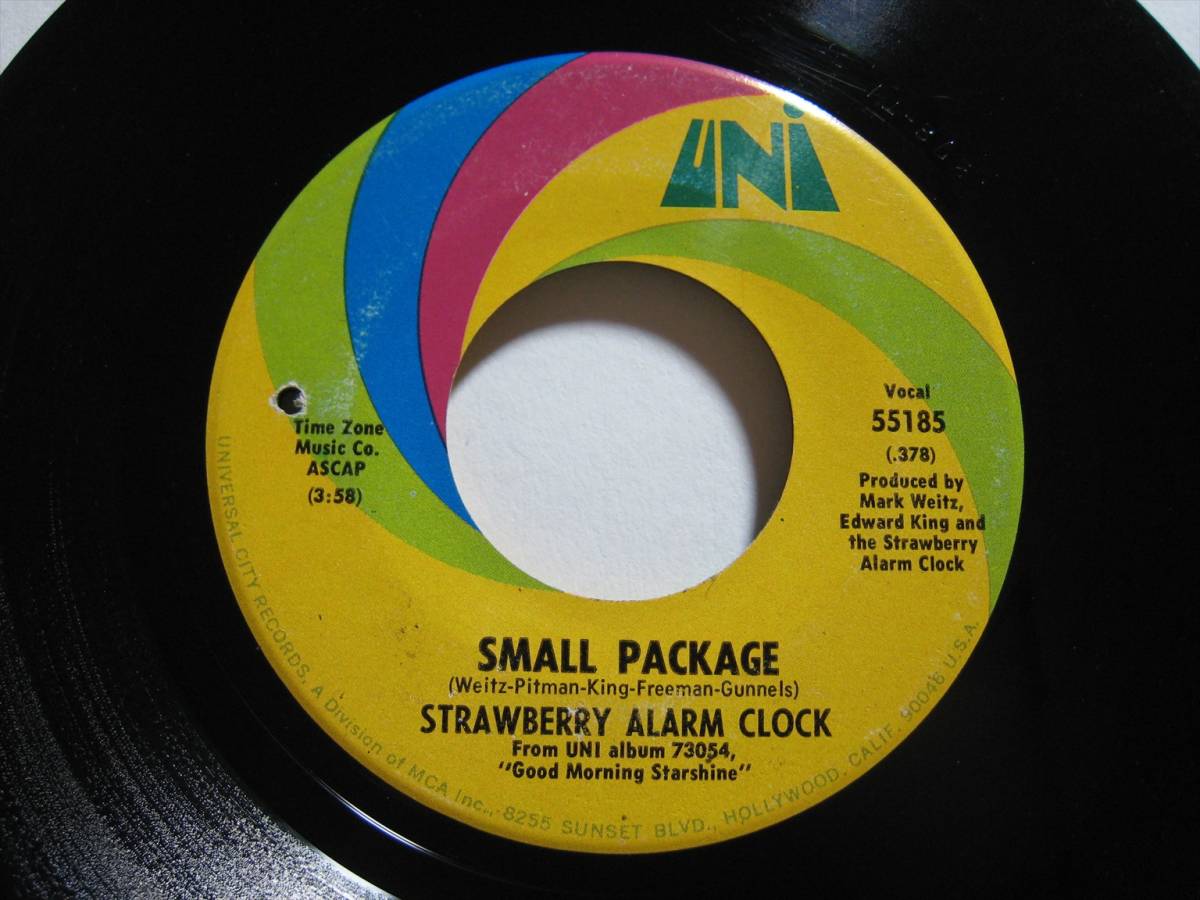 UNI
Time Zone
Music Co.
ASCAP
(3:58)
Vocal
55185
(.378)
Produced by
Mark Weitz,
Edward King and
the Strawberry
Alarm Clock
SMALL PACKAGE
(Weitz-Pitman-King-Freeman-Gunnels)
STRAWBERRY ALARM CLOCK
From UNI album 73054,
"Good Morning Starshine"
UNIVERSAL CITY RECORDS, A Division of MCA Inc., 8255 SUNSET BLVD., HOLLYWOOD, CALIF. 90046 U.S.A.